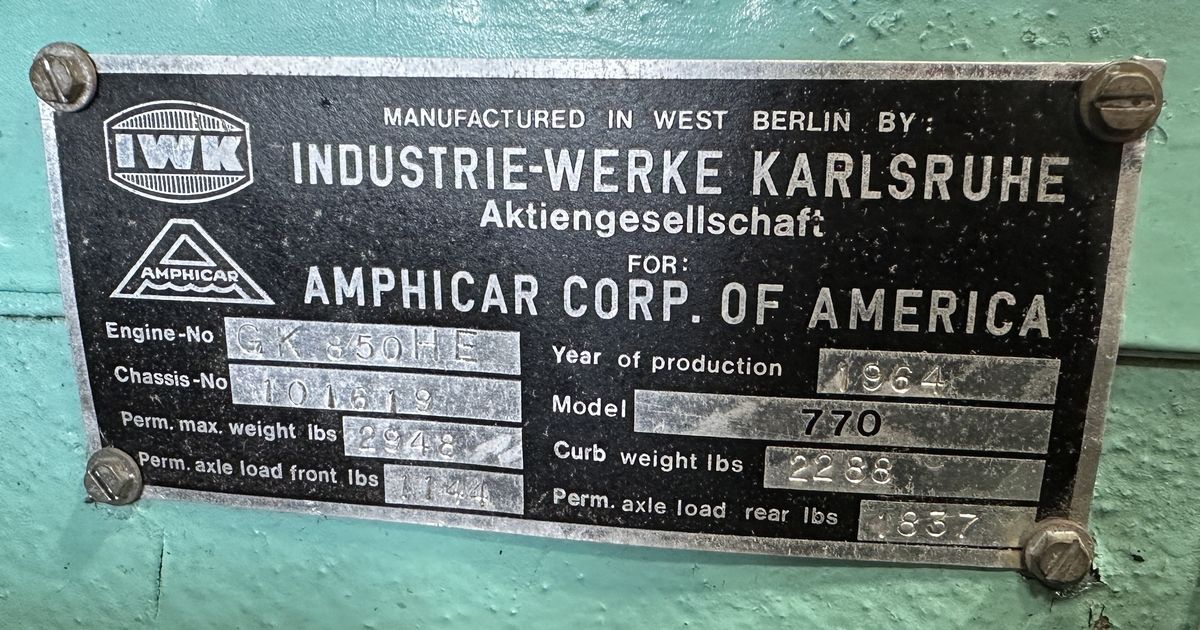 IWK
MANUFACTURED IN WEST BERLIN BY:
INDUSTRIE-WERKE KARLSRUHE
Aktiengesellschaft
AMPHICAR
FOR:
AMPHICAR CORP. OF AMERICA
Engine-No GK 850HE
Chassis-No 101619
Perm. max. weight lbs 2948
Perm. axle load front lbs 1144
Year of production 1964
Model 770
Curb weight lbs 2288
Perm. axle load rear lbs 1837